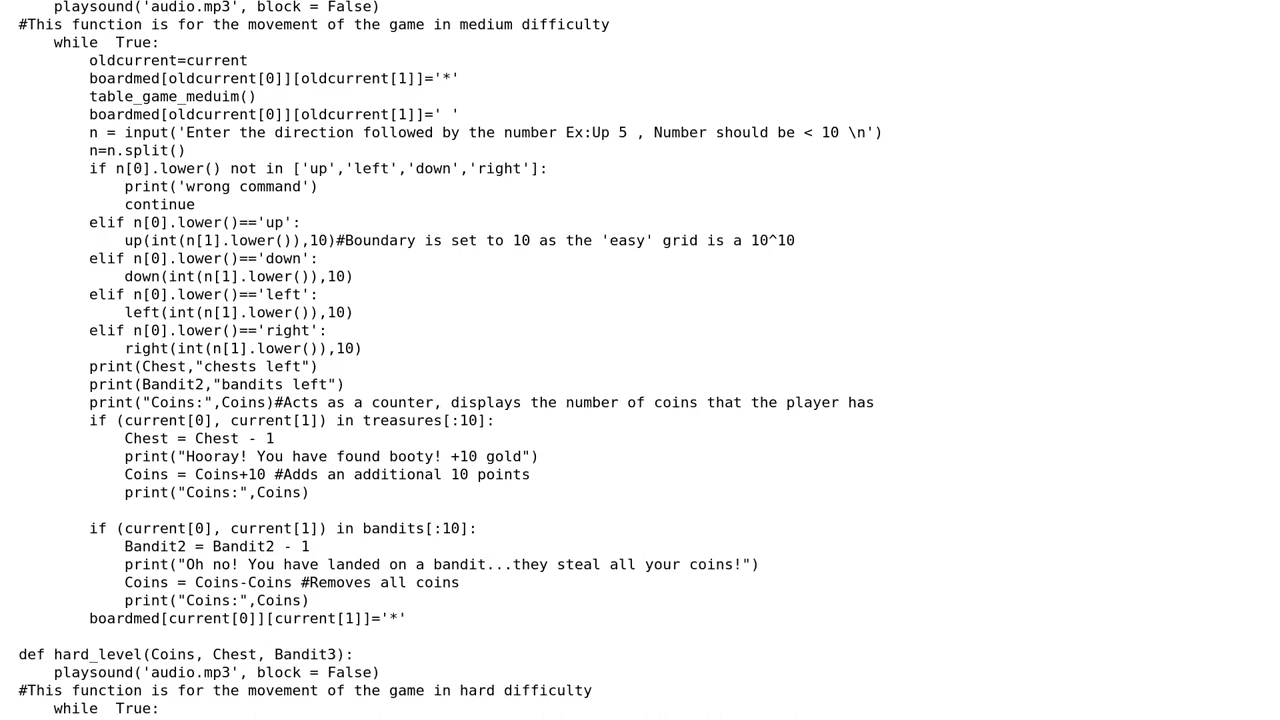 playsound('audio.mp3', block = False)
#This function is for the movement of the game in medium difficulty
while  True:
oldcurrent=current
boardmed[oldcurrent[0]][oldcurrent[1]]='*'
table_game_meduim()
boardmed[oldcurrent[0]][oldcurrent[1]]=' '
n = input('Enter the direction followed by the number Ex:Up 5 , Number should be < 10 \n')
n=n.split()
if n[0].lower() not in ['up','left','down','right']:
print('wrong command')
continue
elif n[0].lower()=='up':
up(int(n[1].lower()),10)#Boundary is set to 10 as the 'easy' grid is a 10^10
elif n[0].lower()=='down':
down(int(n[1].lower()),10)
elif n[0].lower()=='left':
left(int(n[1].lower()),10)
elif n[0].lower()=='right':
right(int(n[1].lower()),10)
print(Chest,"chests left")
print(Bandit2,"bandits left")
print("Coins:",Coins)#Acts as a counter, displays the number of coins that the player has
if (current[0], current[1]) in treasures[:10]:
Chest = Chest - 1
print("Hooray! You have found booty! +10 gold")
Coins = Coins+10 #Adds an additional 10 points
print("Coins:",Coins)
if (current[0], current[1]) in bandits[:10]:
Bandit2 = Bandit2 - 1
print("Oh no! You have landed on a bandit...they steal all your coins!")
Coins = Coins-Coins #Removes all coins
print("Coins:",Coins)
boardmed[current[0]][current[1]]='*'
def hard_level(Coins, Chest, Bandit3):
playsound('audio.mp3', block = False)
#This function is for the movement of the game in hard difficulty
while  True: